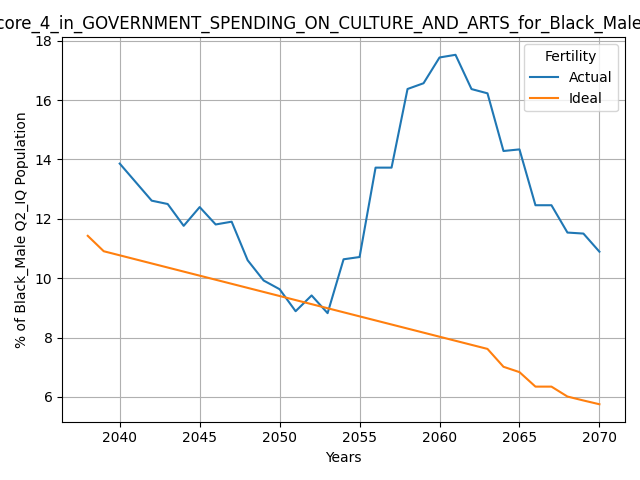 core_4_in_GOVERNMENT_SPENDING_ON_CULTURE_AND_ARTS_for_Black_Male
18
16
14
12
10
8
6
% of Black_Male Q2_IQ Population
Fertility
Actual
Ideal
2040 2045 2050 2055 2060 2065 2070
Years